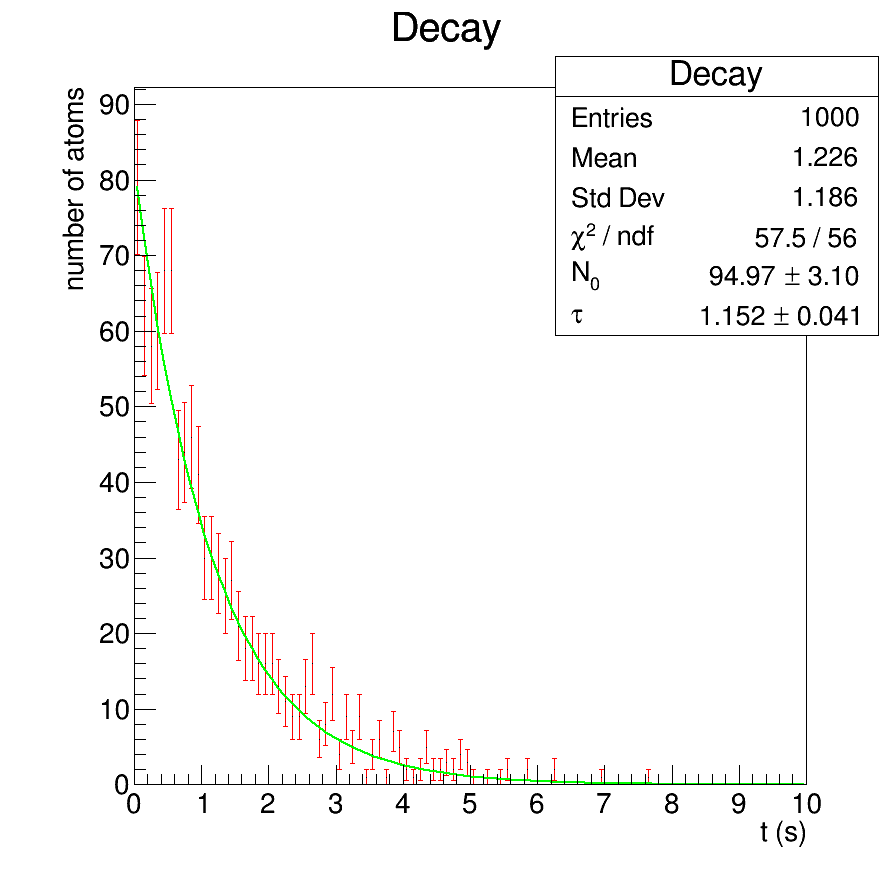 Decay
Decay
Entries 1000
Mean 1.226
Std Dev 1.186
χ² / ndf 57.5 / 56
N₀ 94.97 ± 3.10
τ 1.152 ± 0.041
number of atoms
90
80
70
60
50
40
30
20
10
0
0 1 2 3 4 5 6 7 8 9 10
t (s)